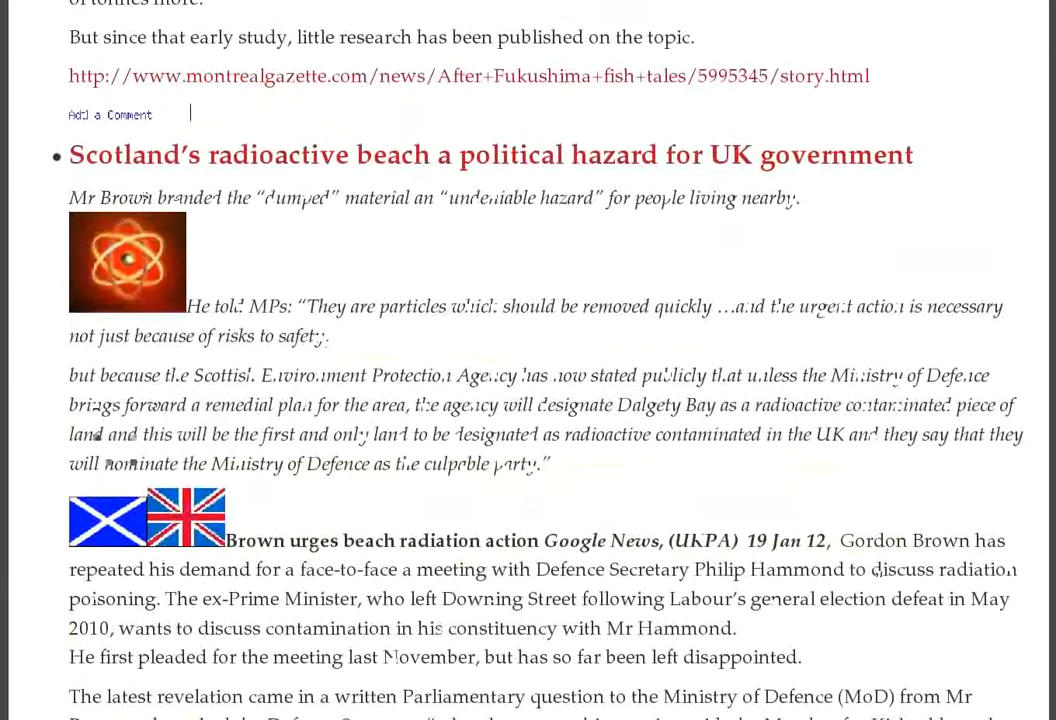 of tonnes more.
But since that early study, little research has been published on the topic.
http://www.montrealgazette.com/news/After+Fukushima+fish+tales/5995345/story.html
Add a Comment
• Scotland’s radioactive beach a political hazard for UK government
Mr Brown branded the “dumped” material an “undeniable hazard” for people living nearby.
He told MPs: “They are particles which should be removed quickly …and the urgent action is necessary
not just because of risks to safety.
but because the Scottish Environment Protection Agency has now stated publicly that unless the Ministry of Defence
brings forward a remedial plan for the area, the agency will designate Dalgety Bay as a radioactive contaminated piece of
land and this will be the first and only land to be designated as radioactive contaminated in the UK and they say that they
will nominate the Ministry of Defence as the culpable party.”
Brown urges beach radiation action Google News, (UKPA) 19 Jan 12, Gordon Brown has
repeated his demand for a face-to-face a meeting with Defence Secretary Philip Hammond to discuss radiation
poisoning. The ex-Prime Minister, who left Downing Street following Labour’s general election defeat in May
2010, wants to discuss contamination in his constituency with Mr Hammond.
He first pleaded for the meeting last November, but has so far been left disappointed.
The latest revelation came in a written Parliamentary question to the Ministry of Defence (MoD) from Mr